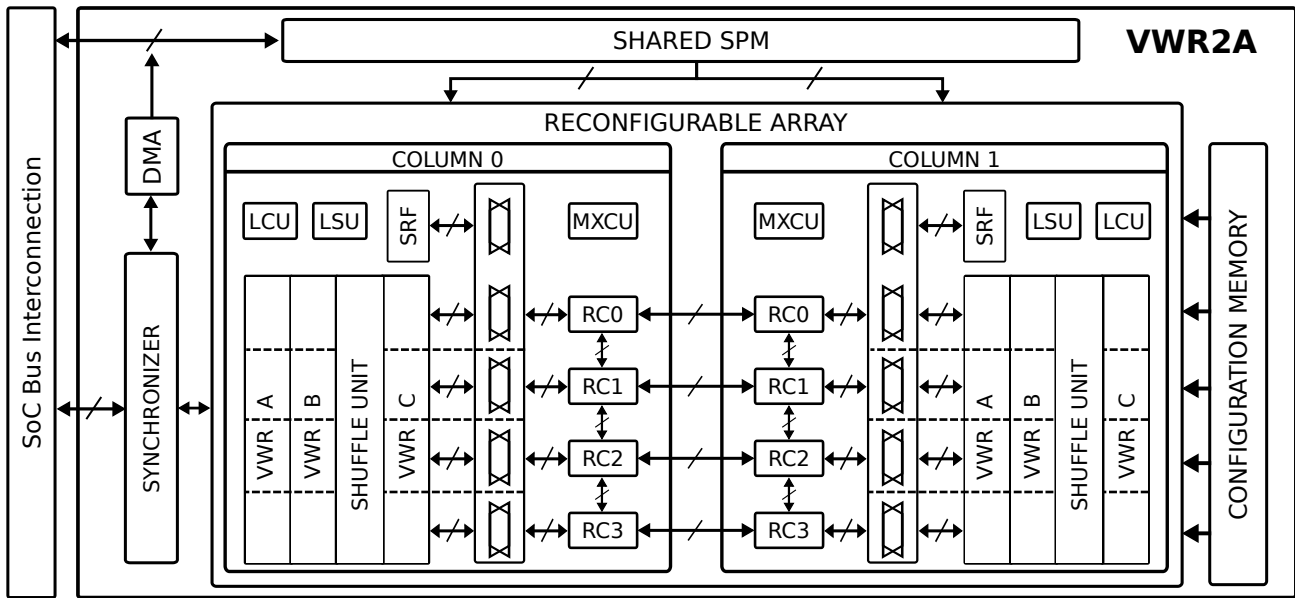 SHARED SPM
VWR2A
RECONFIGURABLE ARRAY
SoC Bus Interconnection
DMA
SYNCHRONIZER
COLUMN 0
LCU
LSU
SRF
MXCU
VWR A
VWR B
SHUFFLE UNIT
VWR C
RC0
RC1
RC2
RC3
COLUMN 1
MXCU
SRF
LSU
LCU
RC0
RC1
RC2
RC3
VWR A
VWR B
SHUFFLE UNIT
VWR C
CONFIGURATION MEMORY